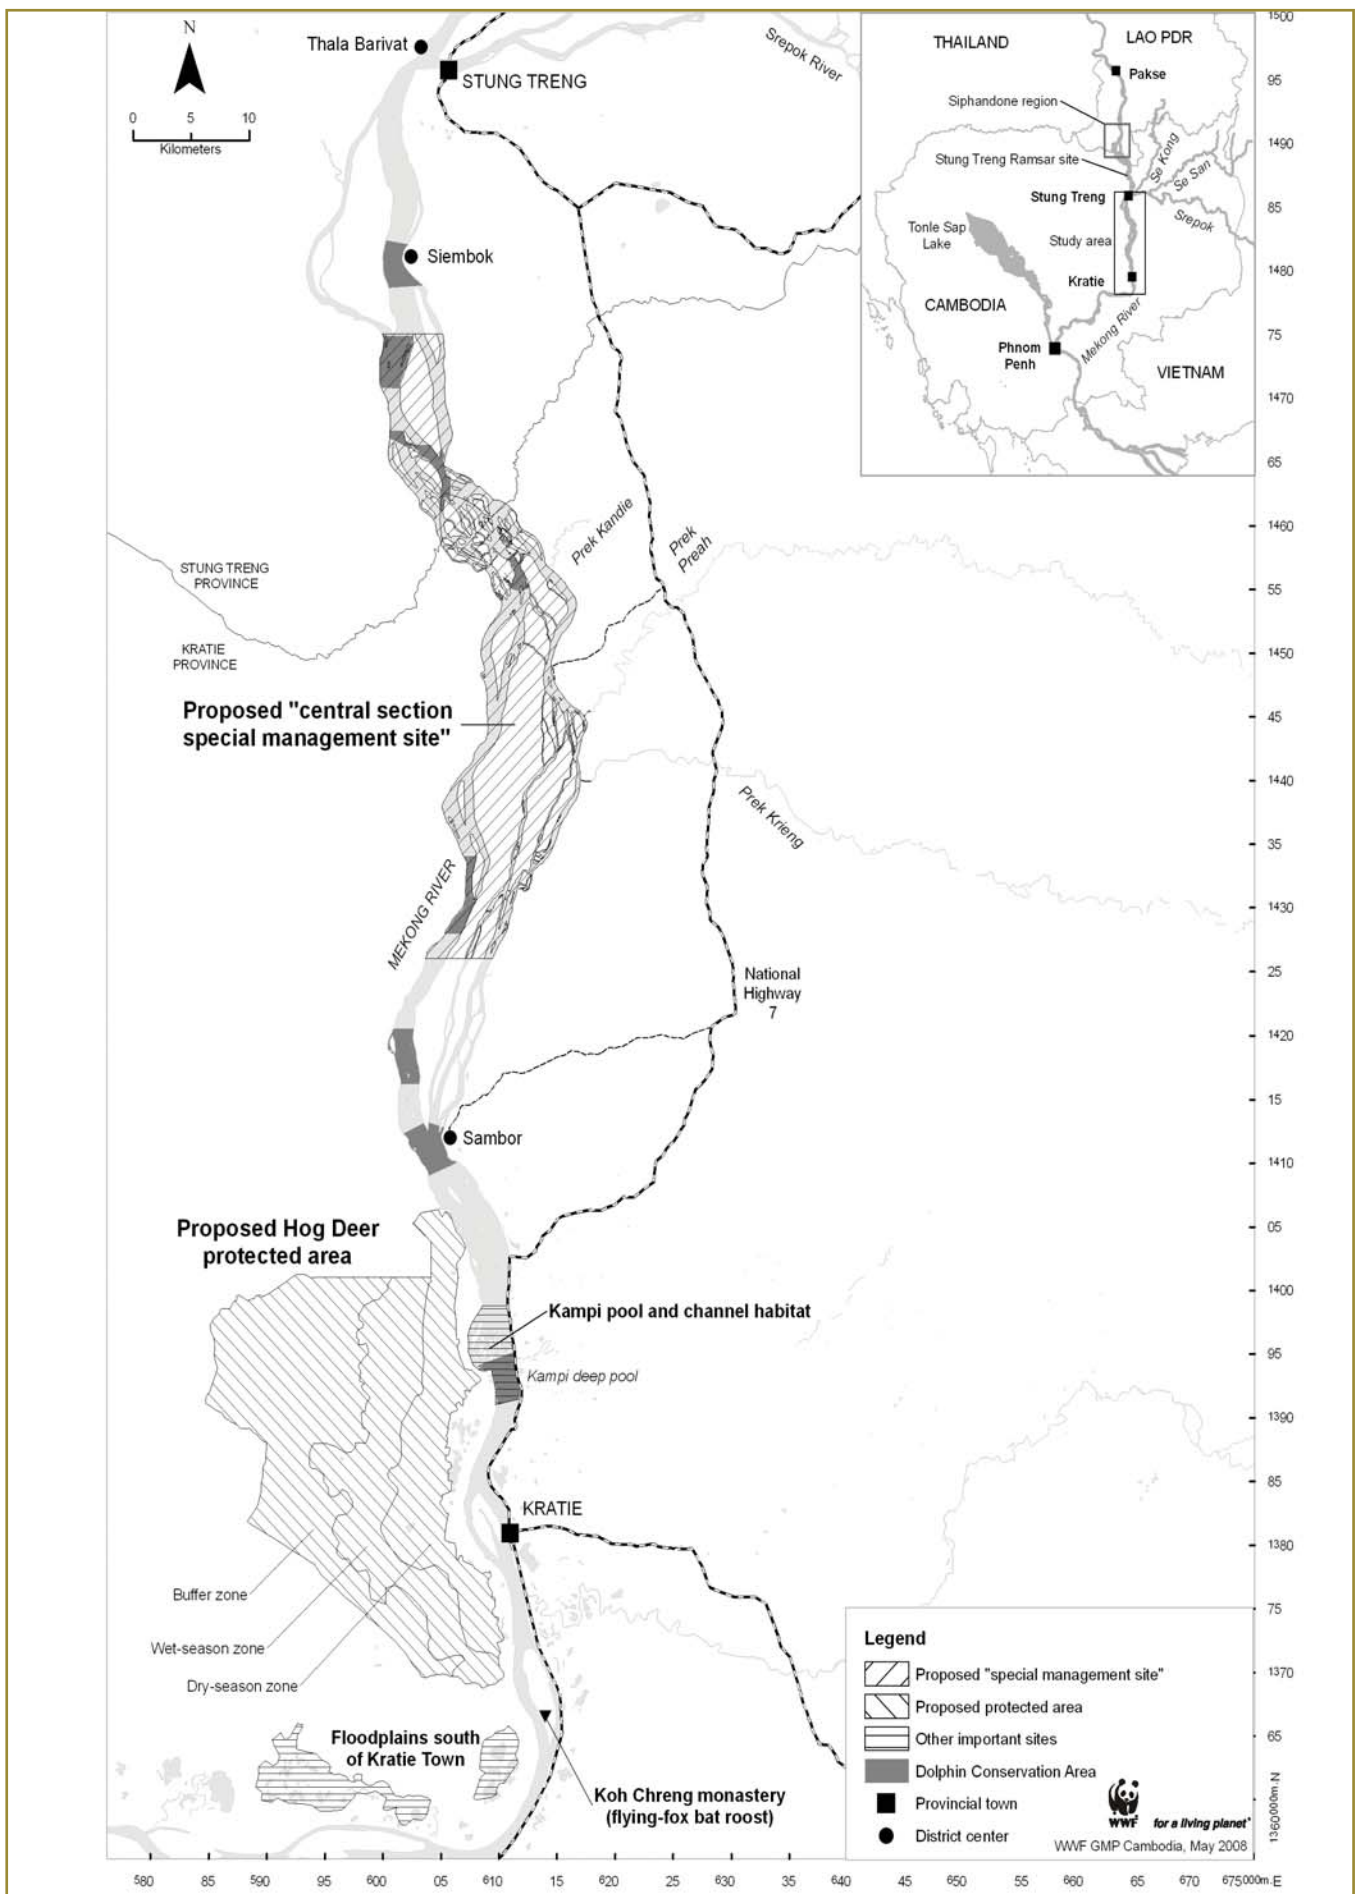 N
0 5 10
Kilometers
Thala Barivat
STUNG TRENG
Srepok River
Siembok
STUNG TRENG
PROVINCE
KRATIE
PROVINCE
Prek Kandie
Prek
Preah
Proposed "central section
special management site"
Prek Krieng
MEKONG RIVER
National
Highway
7
Sambor
Proposed Hog Deer
protected area
Kampi pool and channel habitat
Kampi deep pool
KRATIE
Buffer zone
Wet-season zone
Dry-season zone
Floodplains south
of Kratie Town
Koh Chreng monastery
(flying-fox bat roost)
THAILAND
LAO PDR
Pakse
Siphandone region
Stung Treng Ramsar site
Se Kong
Se San
Srepok
Stung Treng
Tonle Sap
Lake
Study area
Kratie
CAMBODIA
Mekong River
Phnom
Penh
VIETNAM
1500
95
1490
85
1480
75
1470
65
1460
55
1450
45
1440
35
1430
25
1420
15
1410
05
1400
95
1390
85
1380
75
1370
65
1360000m.N
Legend
Proposed "special management site"
Proposed protected area
Other important sites
Dolphin Conservation Area
Provincial town
District center
WWF
for a living planet®
WWF GMP Cambodia, May 2008
580 85 590 95 600 05 610 15 620 25 630 35 640 45 650 55 660 65 670 675000m.E